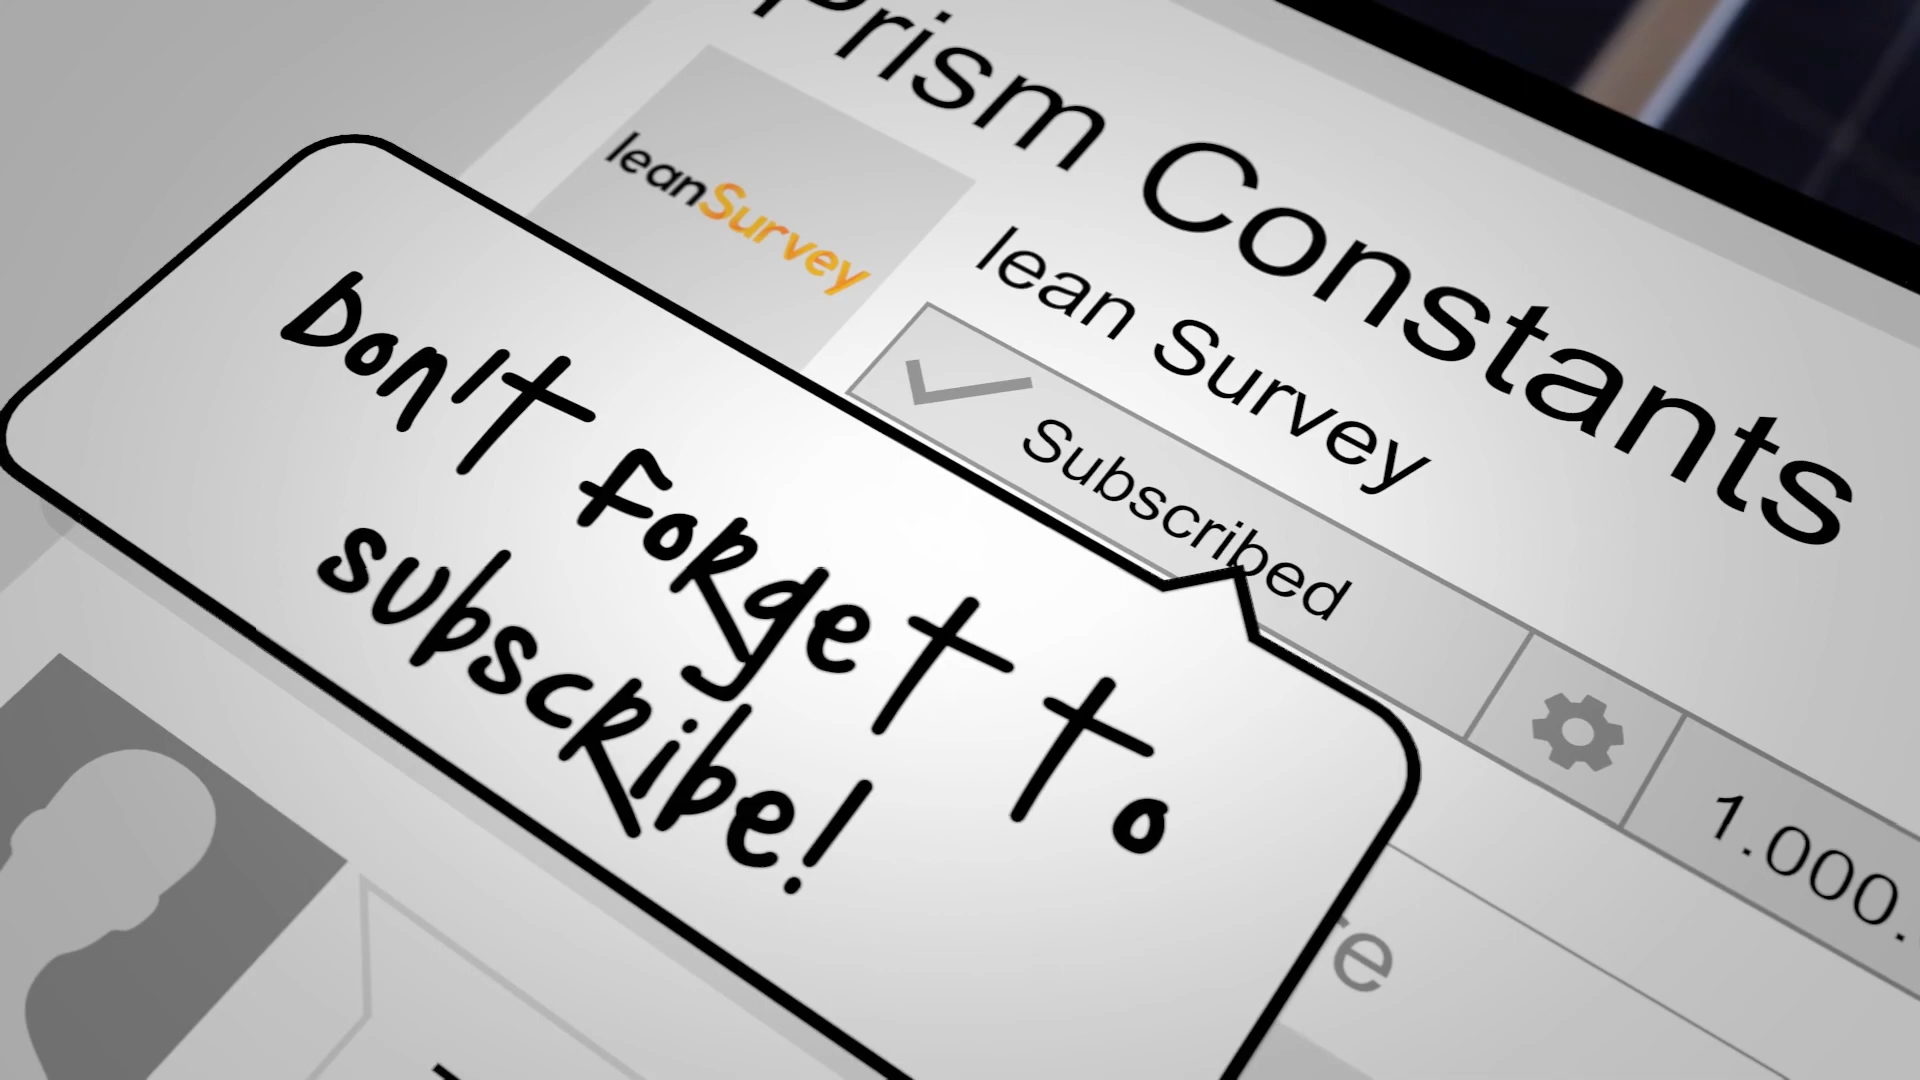 Prism Constants
leanSurvey
lean Survey
Subscribed
1.000.
Don't forget to
subscribe!